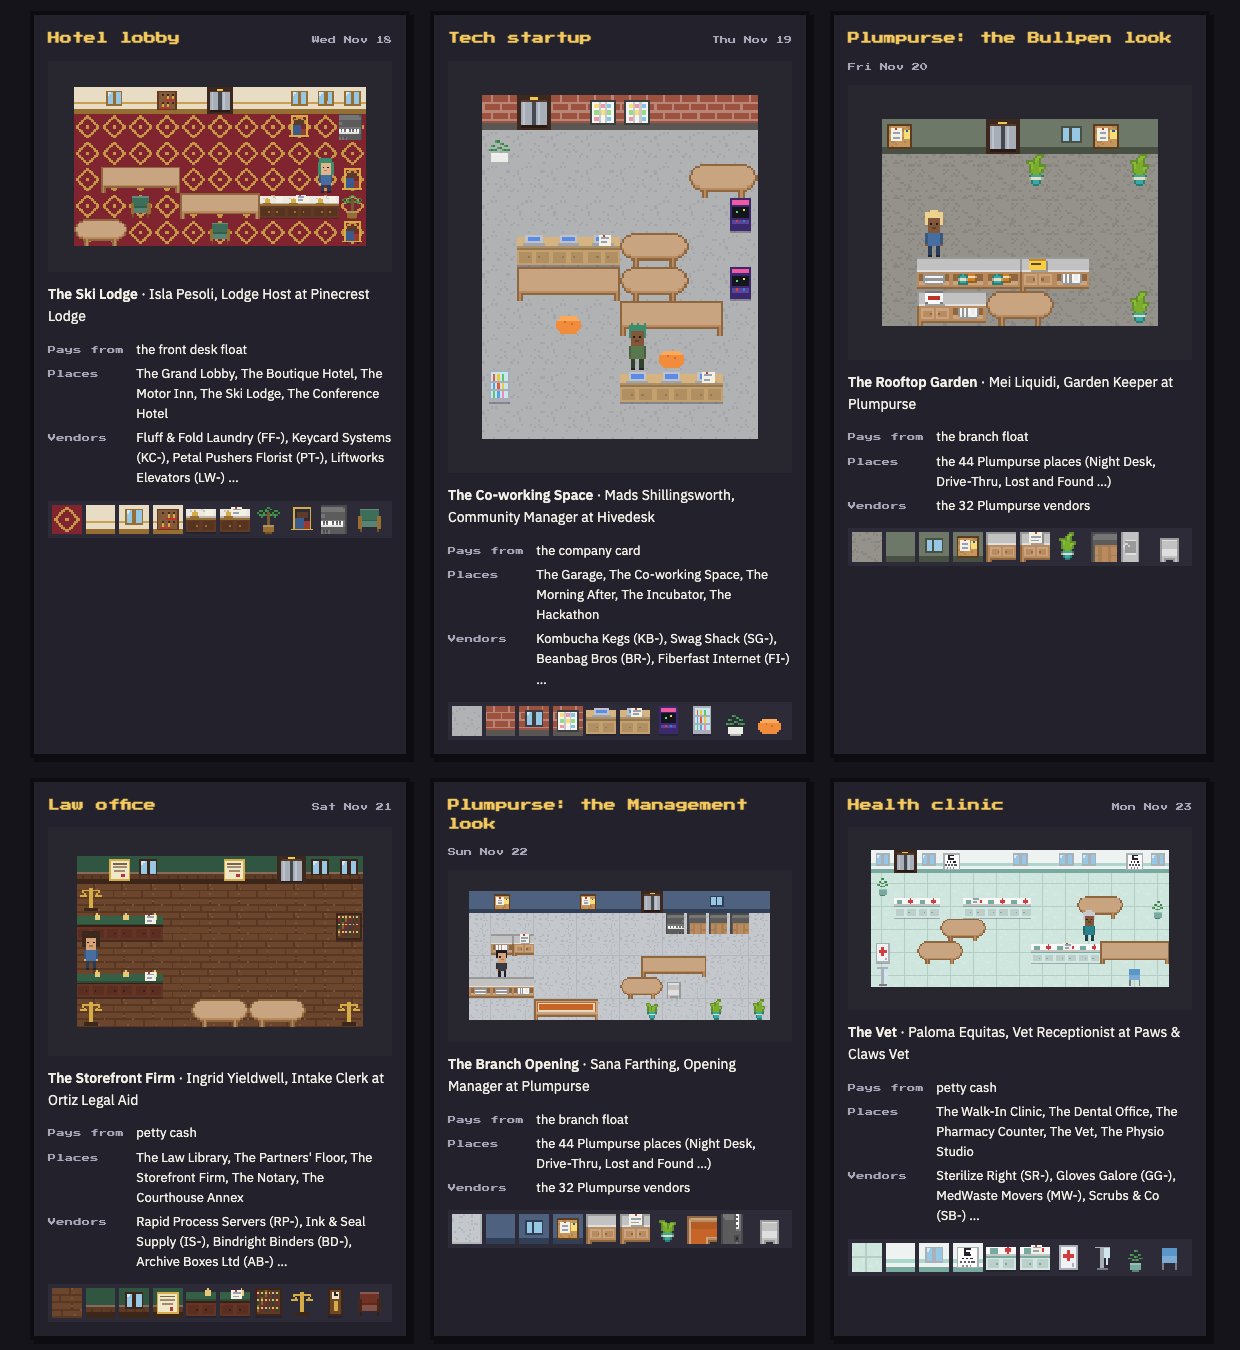 Hotel lobby
Wed Nov 18
The Ski Lodge · Isla Pesoli, Lodge Host at Pinecrest
Lodge
Pays from the front desk float
Places The Grand Lobby, The Boutique Hotel, The
Motor Inn, The Ski Lodge, The Conference
Hotel
Vendors Fluff & Fold Laundry (FF-), Keycard Systems
(KC-), Petal Pushers Florist (PT-), Liftworks
Elevators (LW-) ...
Tech startup
Thu Nov 19
The Co-working Space · Mads Shillingsworth,
Community Manager at Hivedesk
Pays from the company card
Places The Garage, The Co-working Space, The
Morning After, The Incubator, The
Hackathon
Vendors Kombucha Kegs (KB-), Swag Shack (SG-),
Beanbag Bros (BR-), Fiberfast Internet (FI-)
...
Plumpurse: the Bullpen look
Fri Nov 20
The Rooftop Garden · Mei Liquidi, Garden Keeper at
Plumpurse
Pays from the branch float
Places the 44 Plumpurse places (Night Desk,
Drive-Thru, Lost and Found ...)
Vendors the 32 Plumpurse vendors
Law office
Sat Nov 21
The Storefront Firm · Ingrid Yieldwell, Intake Clerk at
Ortiz Legal Aid
Pays from petty cash
Places The Law Library, The Partners' Floor, The
Storefront Firm, The Notary, The
Courthouse Annex
Vendors Rapid Process Servers (RP-), Ink & Seal
Supply (IS-), Bindright Binders (BD-),
Archive Boxes Ltd (AB-) ...
Plumpurse: the Management
look
Sun Nov 22
The Branch Opening · Sana Farthing, Opening
Manager at Plumpurse
Pays from the branch float
Places the 44 Plumpurse places (Night Desk,
Drive-Thru, Lost and Found ...)
Vendors the 32 Plumpurse vendors
Health clinic
Mon Nov 23
The Vet · Paloma Equitas, Vet Receptionist at Paws &
Claws Vet
Pays from petty cash
Places The Walk-In Clinic, The Dental Office, The
Pharmacy Counter, The Vet, The Physio
Studio
Vendors Sterilize Right (SR-), Gloves Galore (GG-),
MedWaste Movers (MW-), Scrubs & Co
(SB-) ...